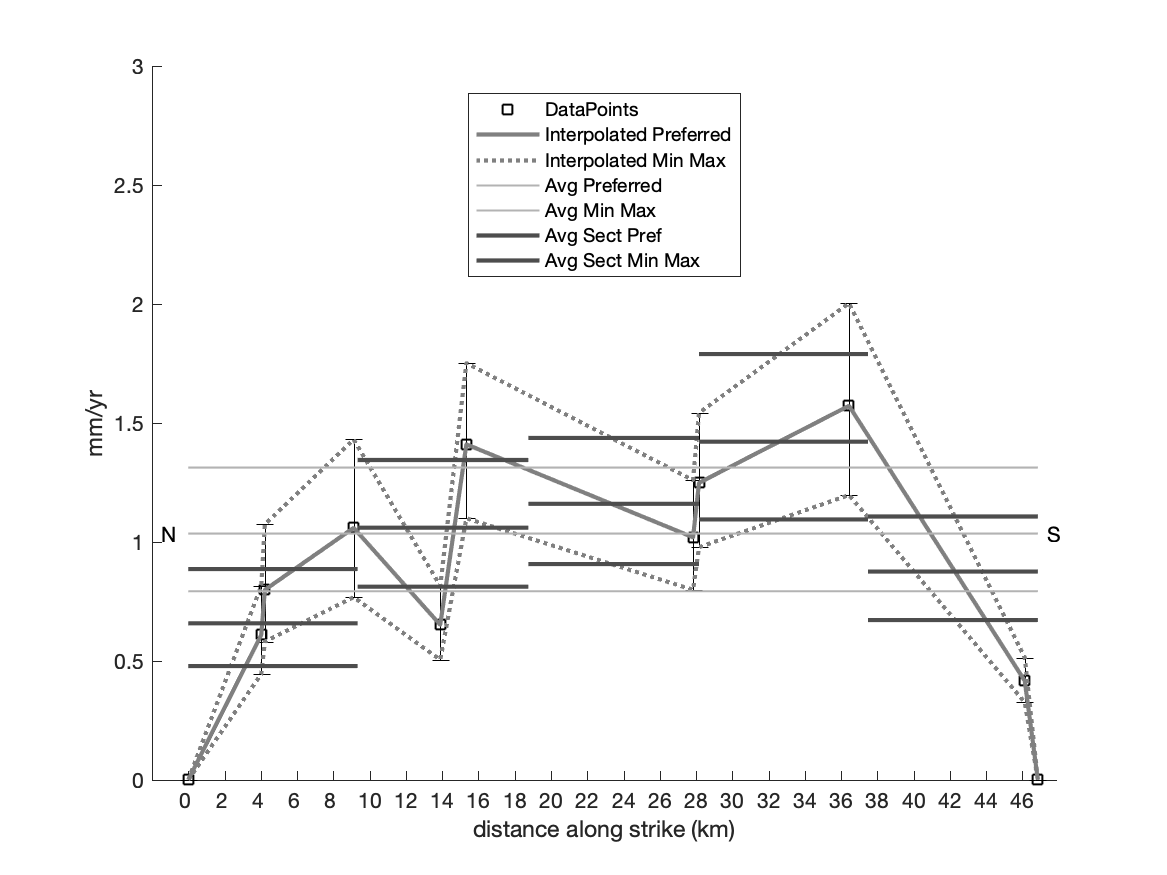 3
DataPoints
Interpolated Preferred
Interpolated Min Max
Avg Preferred
Avg Min Max
Avg Sect Pref
Avg Sect Min Max
2.5
2
mm/yr
1.5
1
N
S
0.5
0
0 2 4 6 8 10 12 14 16 18 20 22 24 26 28 30 32 34 36 38 40 42 44 46
distance along strike (km)